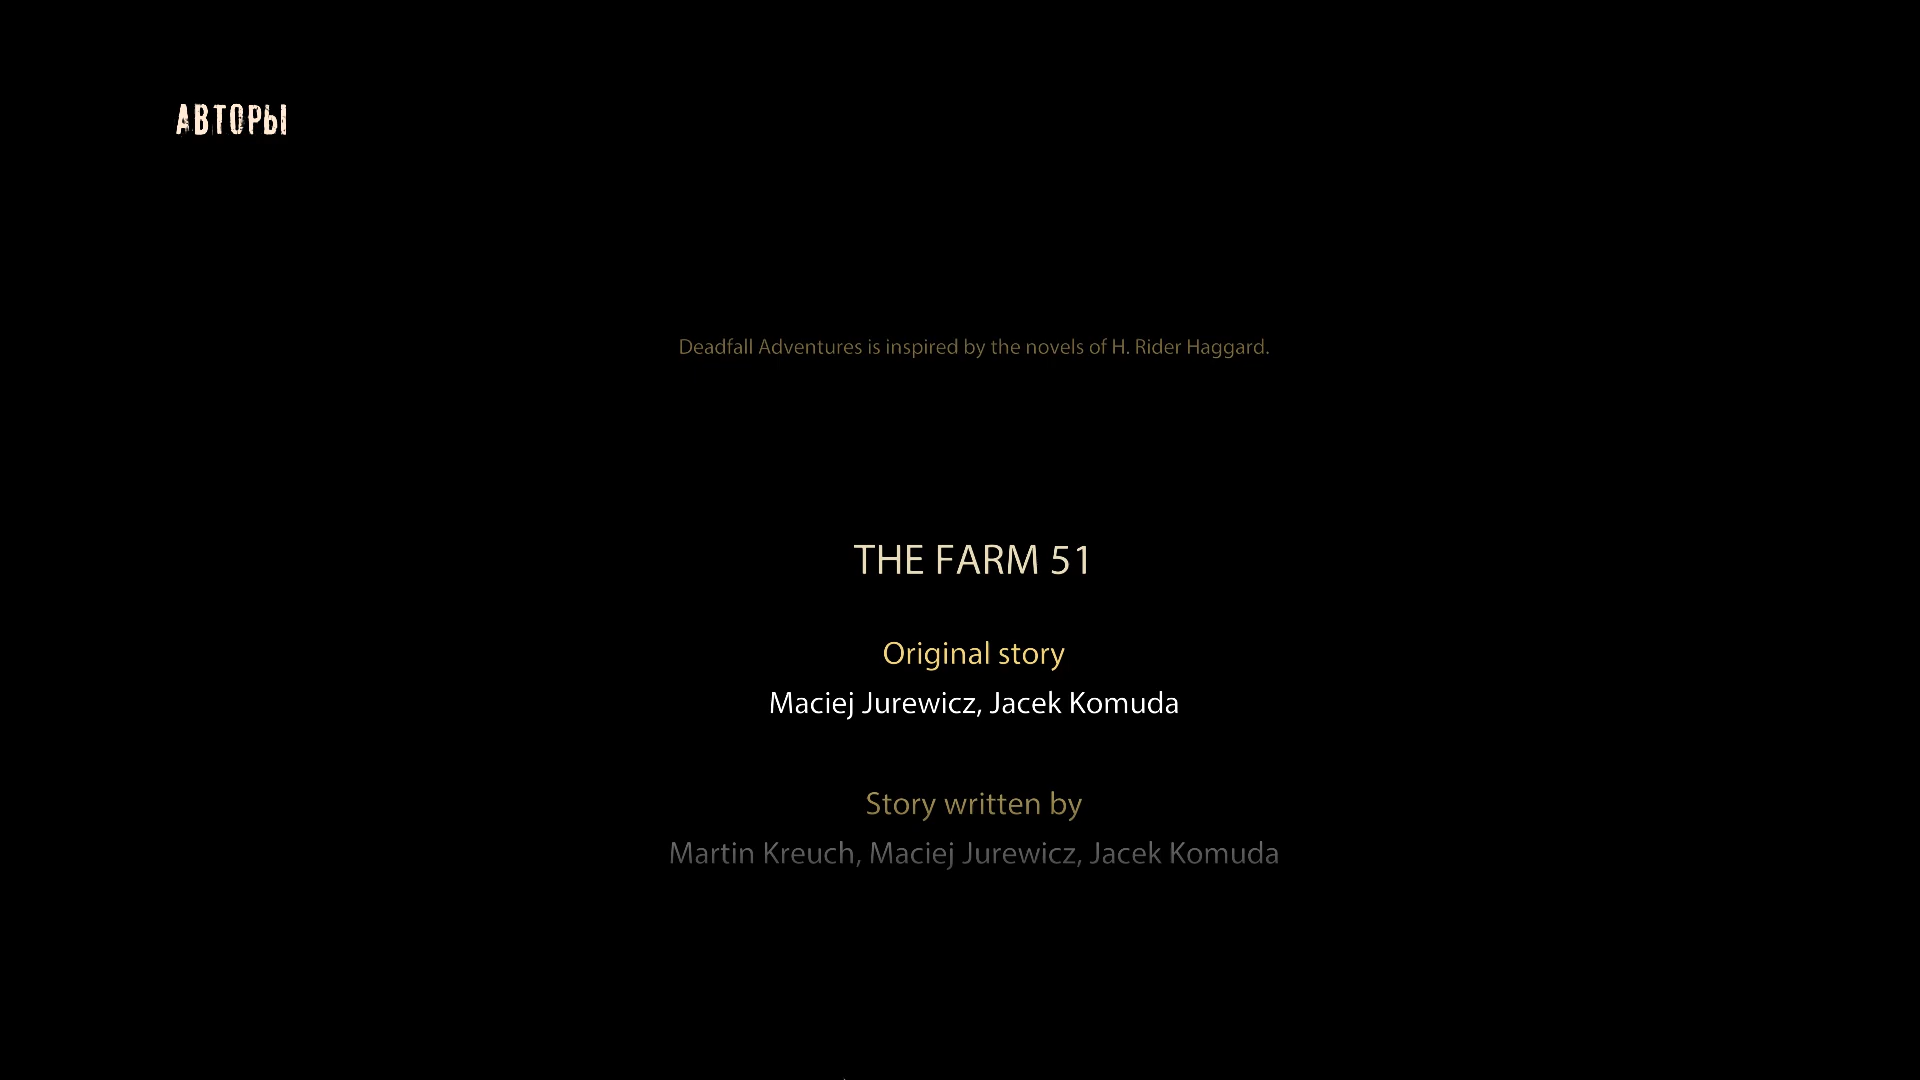 АВТОРЫ
Deadfall Adventures is inspired by the novels of H. Rider Haggard.
THE FARM 51
Original story
Maciej Jurewicz, Jacek Komuda
Story written by
Martin Kreuch, Maciej Jurewicz, Jacek Komuda